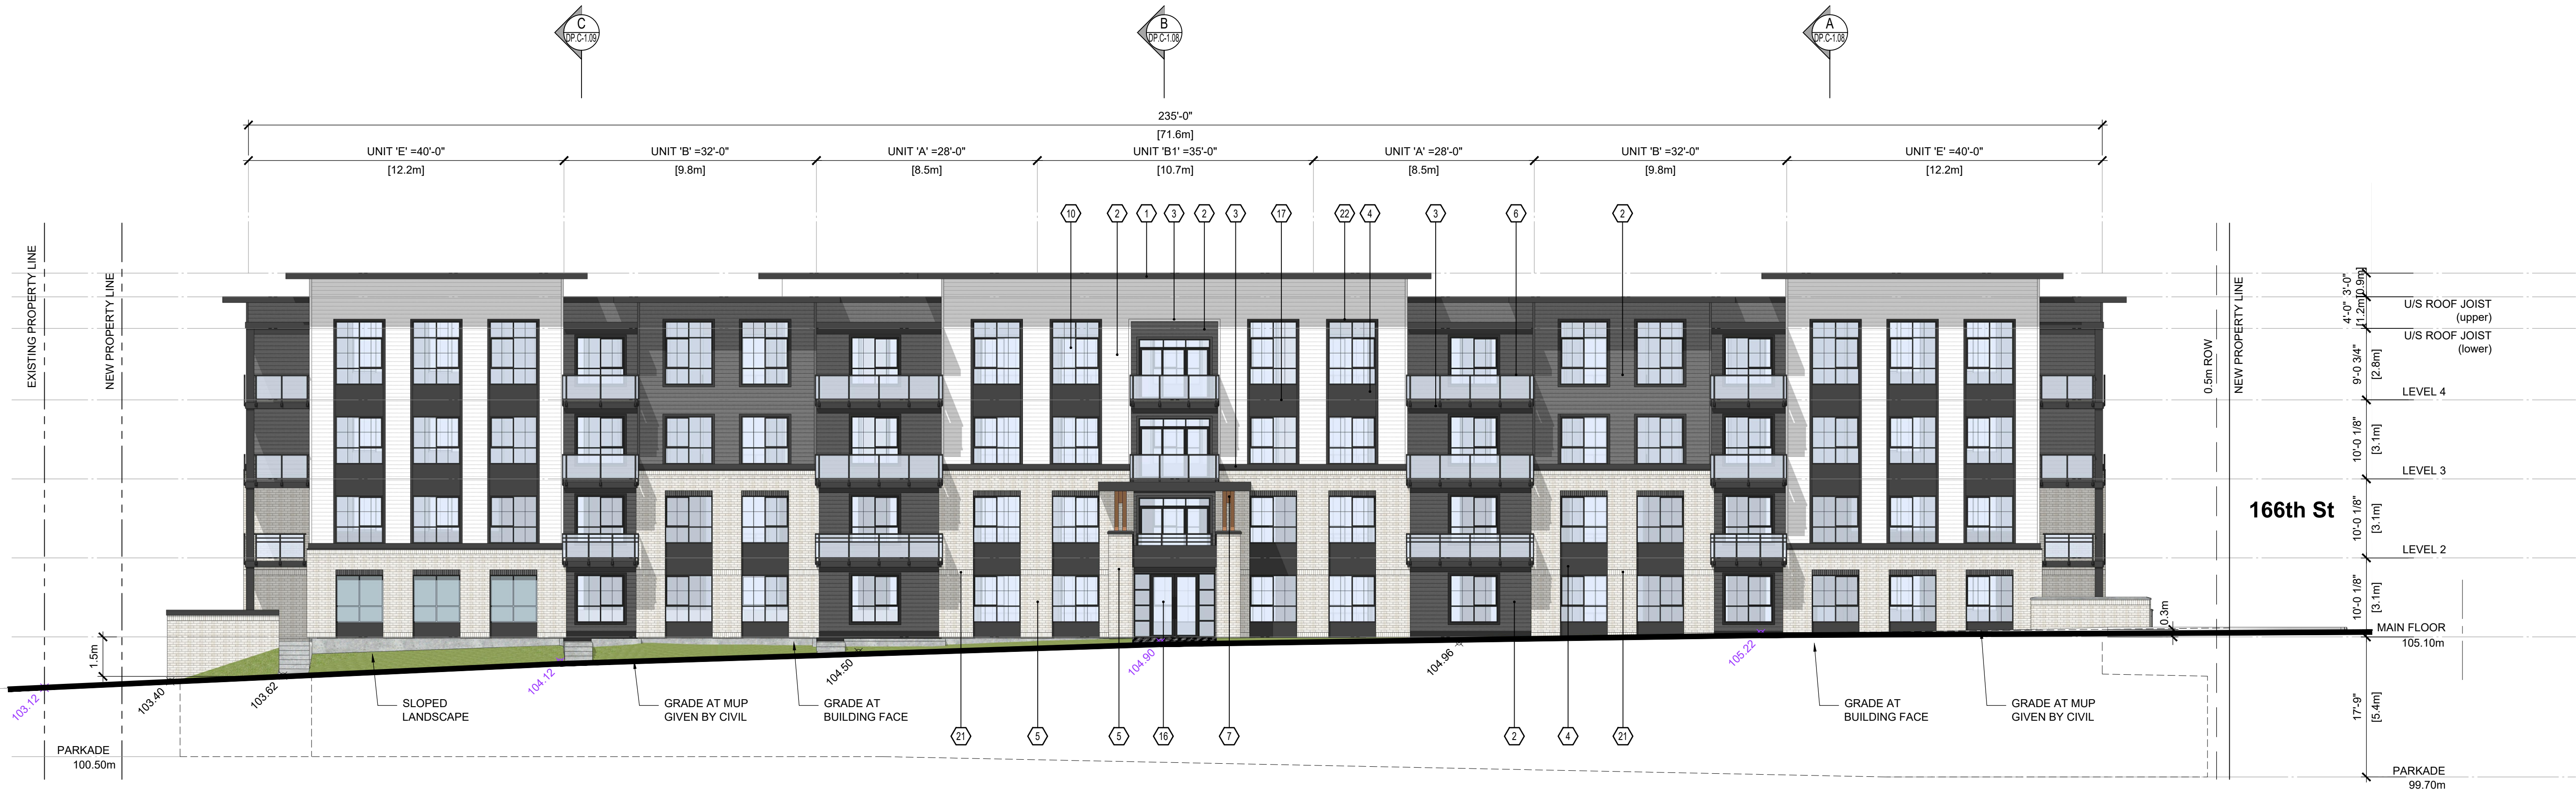 C
DP.C-1.09
B
DP.C-1.08
A
DP.C-1.08
235'-0"
[71.6m]
UNIT 'E' =40'-0"
[12.2m]
UNIT 'B' =32'-0"
[9.8m]
UNIT 'A' =28'-0"
[8.5m]
UNIT 'B1' =35'-0"
[10.7m]
UNIT 'A' =28'-0"
[8.5m]
UNIT 'B' =32'-0"
[9.8m]
UNIT 'E' =40'-0"
[12.2m]
10
2
1
3
2
3
17
22
4
3
6
2
EXISTING PROPERTY LINE
NEW PROPERTY LINE
0.5m ROW
NEW PROPERTY LINE
166th St
3'-0"
[0.9m]
4'-0"
[1.2m]
9'-0 3/4"
[2.8m]
10'-0 1/8"
[3.1m]
10'-0 1/8"
[3.1m]
10'-0 1/8"
[3.1m]
17'-9"
[5.4m]
U/S ROOF JOIST
(upper)
U/S ROOF JOIST
(lower)
LEVEL 4
LEVEL 3
LEVEL 2
MAIN FLOOR
105.10m
PARKADE
99.70m
0.3m
1.5m
103.12
103.40
103.62
104.12
104.50
104.90
104.96
105.22
SLOPED
LANDSCAPE
GRADE AT MUP
GIVEN BY CIVIL
GRADE AT
BUILDING FACE
GRADE AT
BUILDING FACE
GRADE AT MUP
GIVEN BY CIVIL
21
5
5
16
7
2
4
21
PARKADE
100.50m